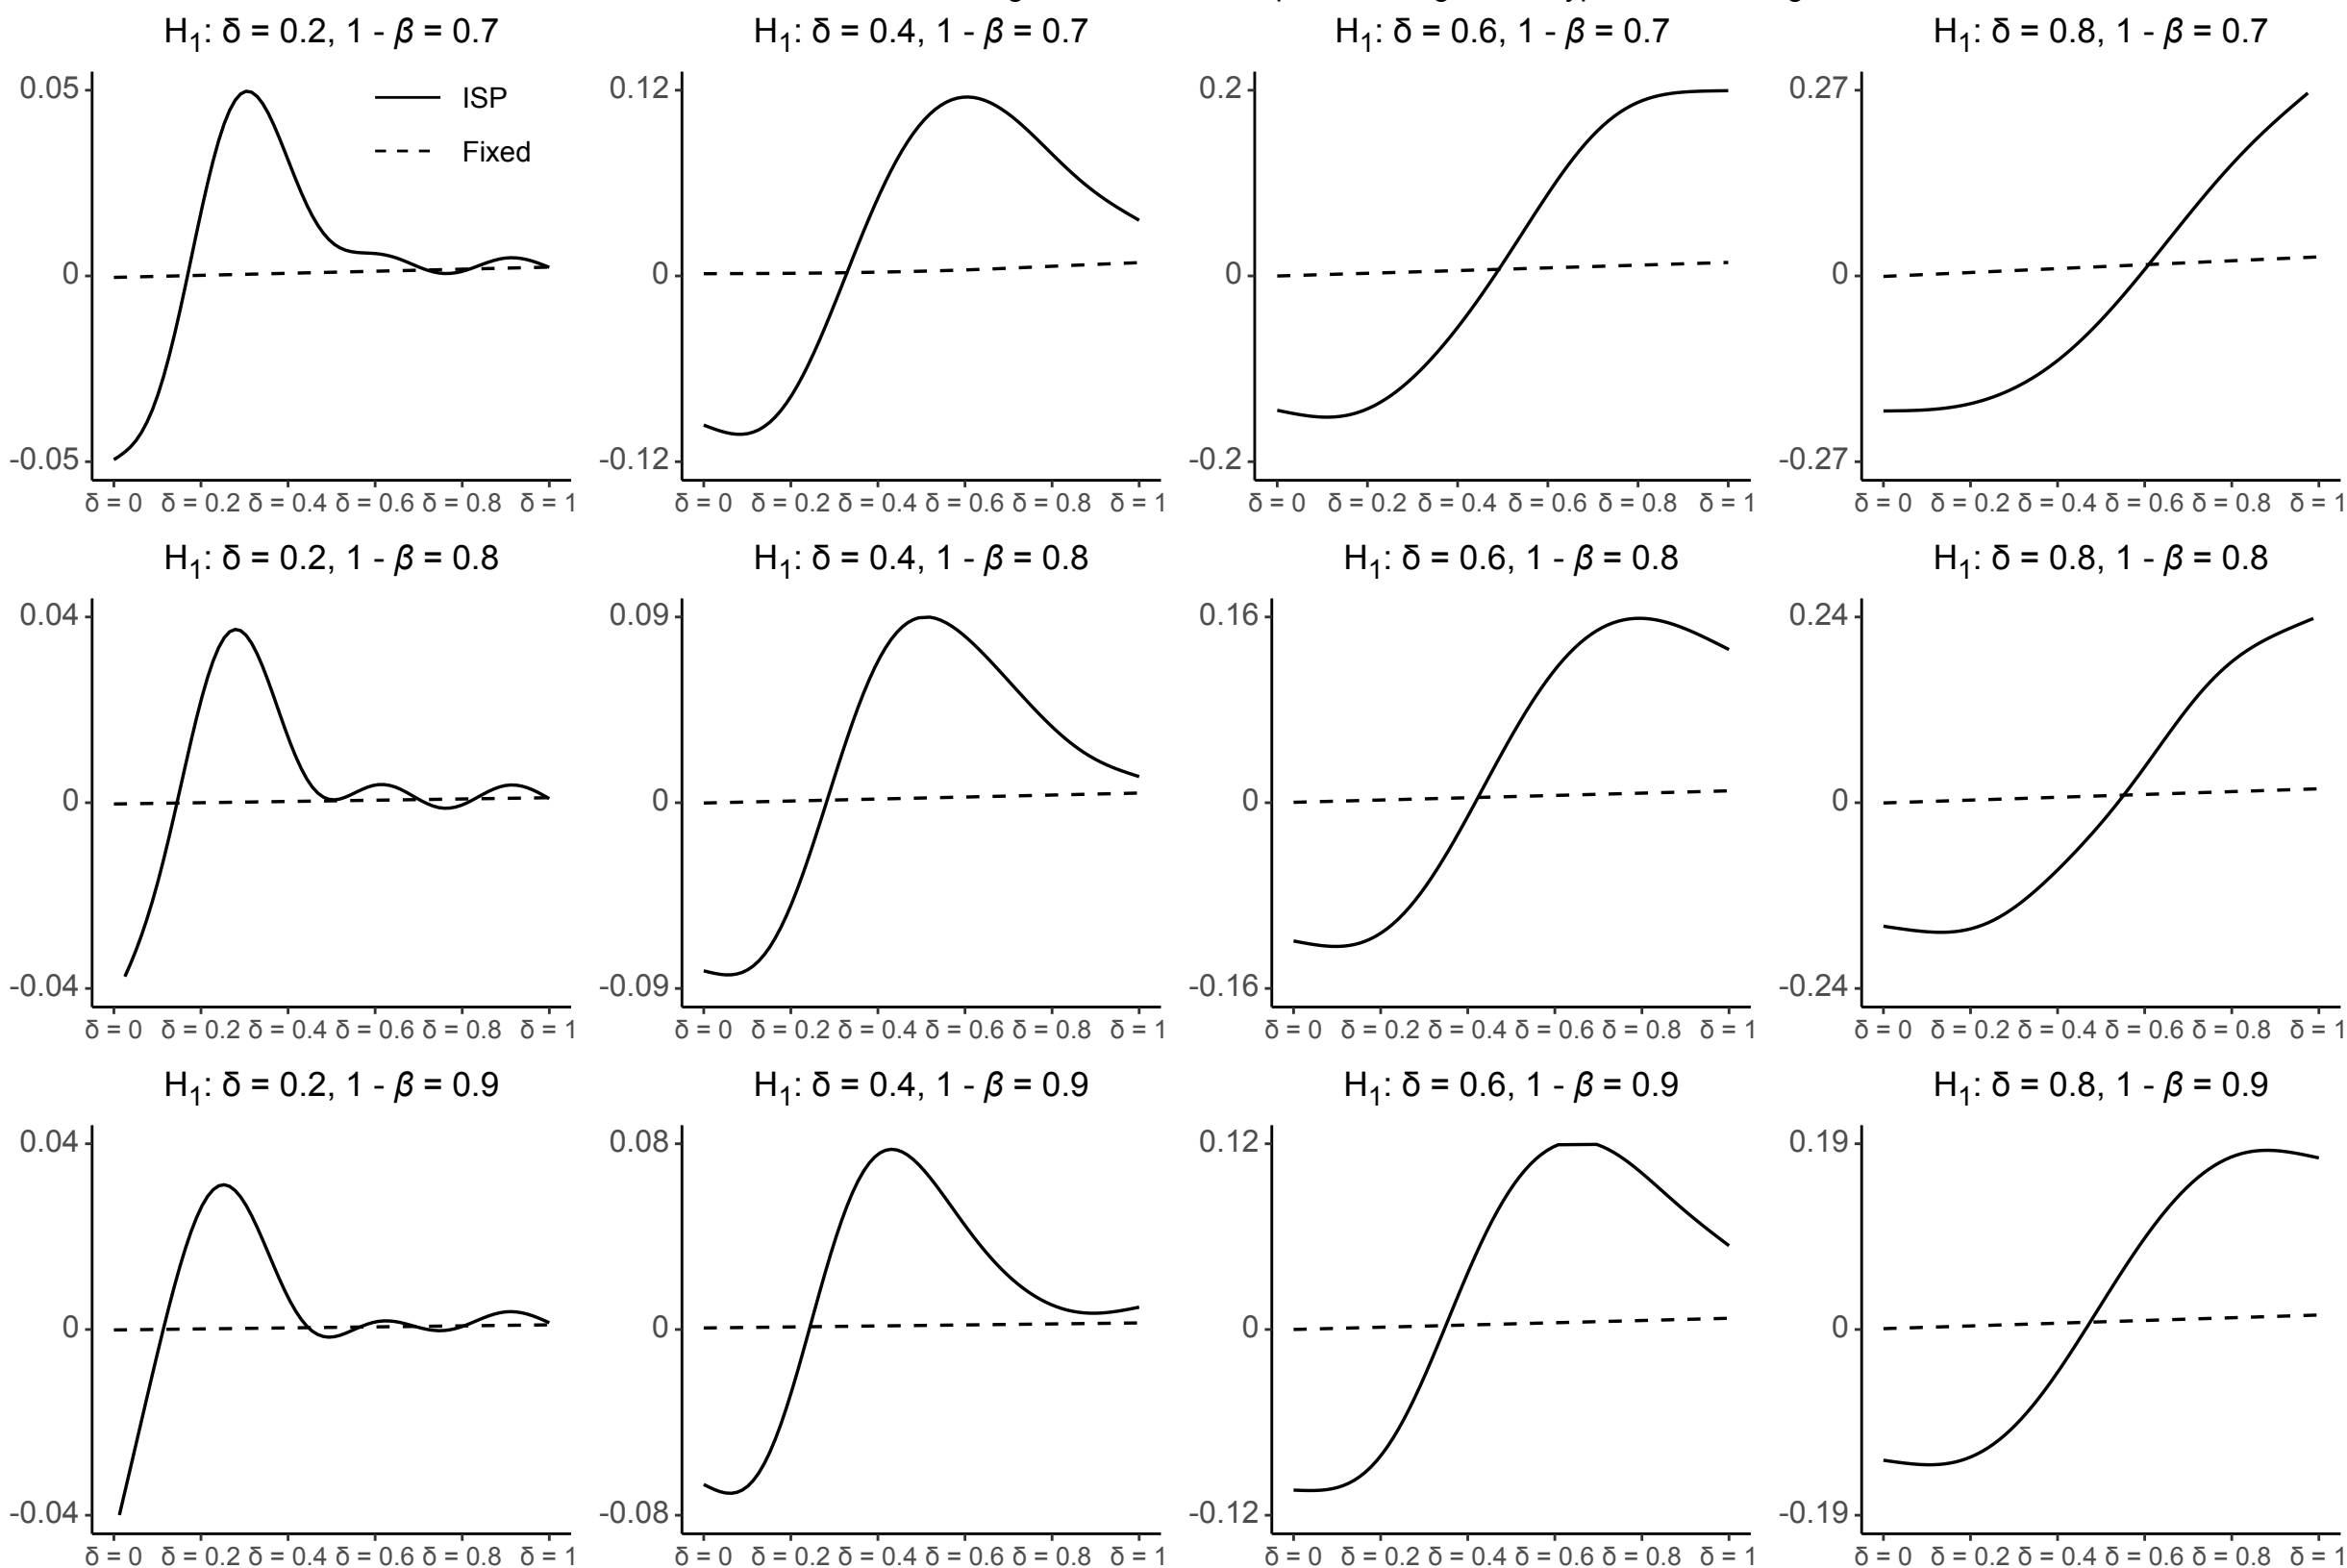 H1: δ = 0.2, 1 - β = 0.7
H1: δ = 0.4, 1 - β = 0.7
H1: δ = 0.6, 1 - β = 0.7
H1: δ = 0.8, 1 - β = 0.7
0.05
0
-0.05
ISP
Fixed
δ = 0 δ = 0.2 δ = 0.4 δ = 0.6 δ = 0.8 δ = 1
0.12
0
-0.12
δ = 0 δ = 0.2 δ = 0.4 δ = 0.6 δ = 0.8 δ = 1
0.2
0
-0.2
δ = 0 δ = 0.2 δ = 0.4 δ = 0.6 δ = 0.8 δ = 1
0.27
0
-0.27
δ = 0 δ = 0.2 δ = 0.4 δ = 0.6 δ = 0.8 δ = 1
H1: δ = 0.2, 1 - β = 0.8
H1: δ = 0.4, 1 - β = 0.8
H1: δ = 0.6, 1 - β = 0.8
H1: δ = 0.8, 1 - β = 0.8
0.04
0
-0.04
δ = 0 δ = 0.2 δ = 0.4 δ = 0.6 δ = 0.8 δ = 1
0.09
0
-0.09
δ = 0 δ = 0.2 δ = 0.4 δ = 0.6 δ = 0.8 δ = 1
0.16
0
-0.16
δ = 0 δ = 0.2 δ = 0.4 δ = 0.6 δ = 0.8 δ = 1
0.24
0
-0.24
δ = 0 δ = 0.2 δ = 0.4 δ = 0.6 δ = 0.8 δ = 1
H1: δ = 0.2, 1 - β = 0.9
H1: δ = 0.4, 1 - β = 0.9
H1: δ = 0.6, 1 - β = 0.9
H1: δ = 0.8, 1 - β = 0.9
0.04
0
-0.04
δ = 0 δ = 0.2 δ = 0.4 δ = 0.6 δ = 0.8 δ = 1
0.08
0
-0.08
δ = 0 δ = 0.2 δ = 0.4 δ = 0.6 δ = 0.8 δ = 1
0.12
0
-0.12
δ = 0 δ = 0.2 δ = 0.4 δ = 0.6 δ = 0.8 δ = 1
0.19
0
-0.19
δ = 0 δ = 0.2 δ = 0.4 δ = 0.6 δ = 0.8 δ = 1